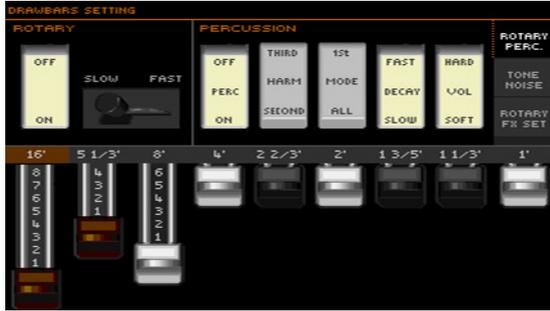 DRAWBARS SETTING
ROTARY
PERCUSSION
ROTARY
PERC.
OFF
ON
SLOW FAST
OFF
PERC
ON
THIRD
HARM
SECOND
1st
MODE
ALL
FAST
DECAY
SLOW
HARD
VOL
SOFT
TONE
NOISE
ROTARY
FX SET
16' 5 1/3' 8' 4' 2 2/3' 2' 1 3/5' 1 1/3' 1'
8
7
6
5
4
3
2
1
4
3
2
1
6
5
4
3
2
1